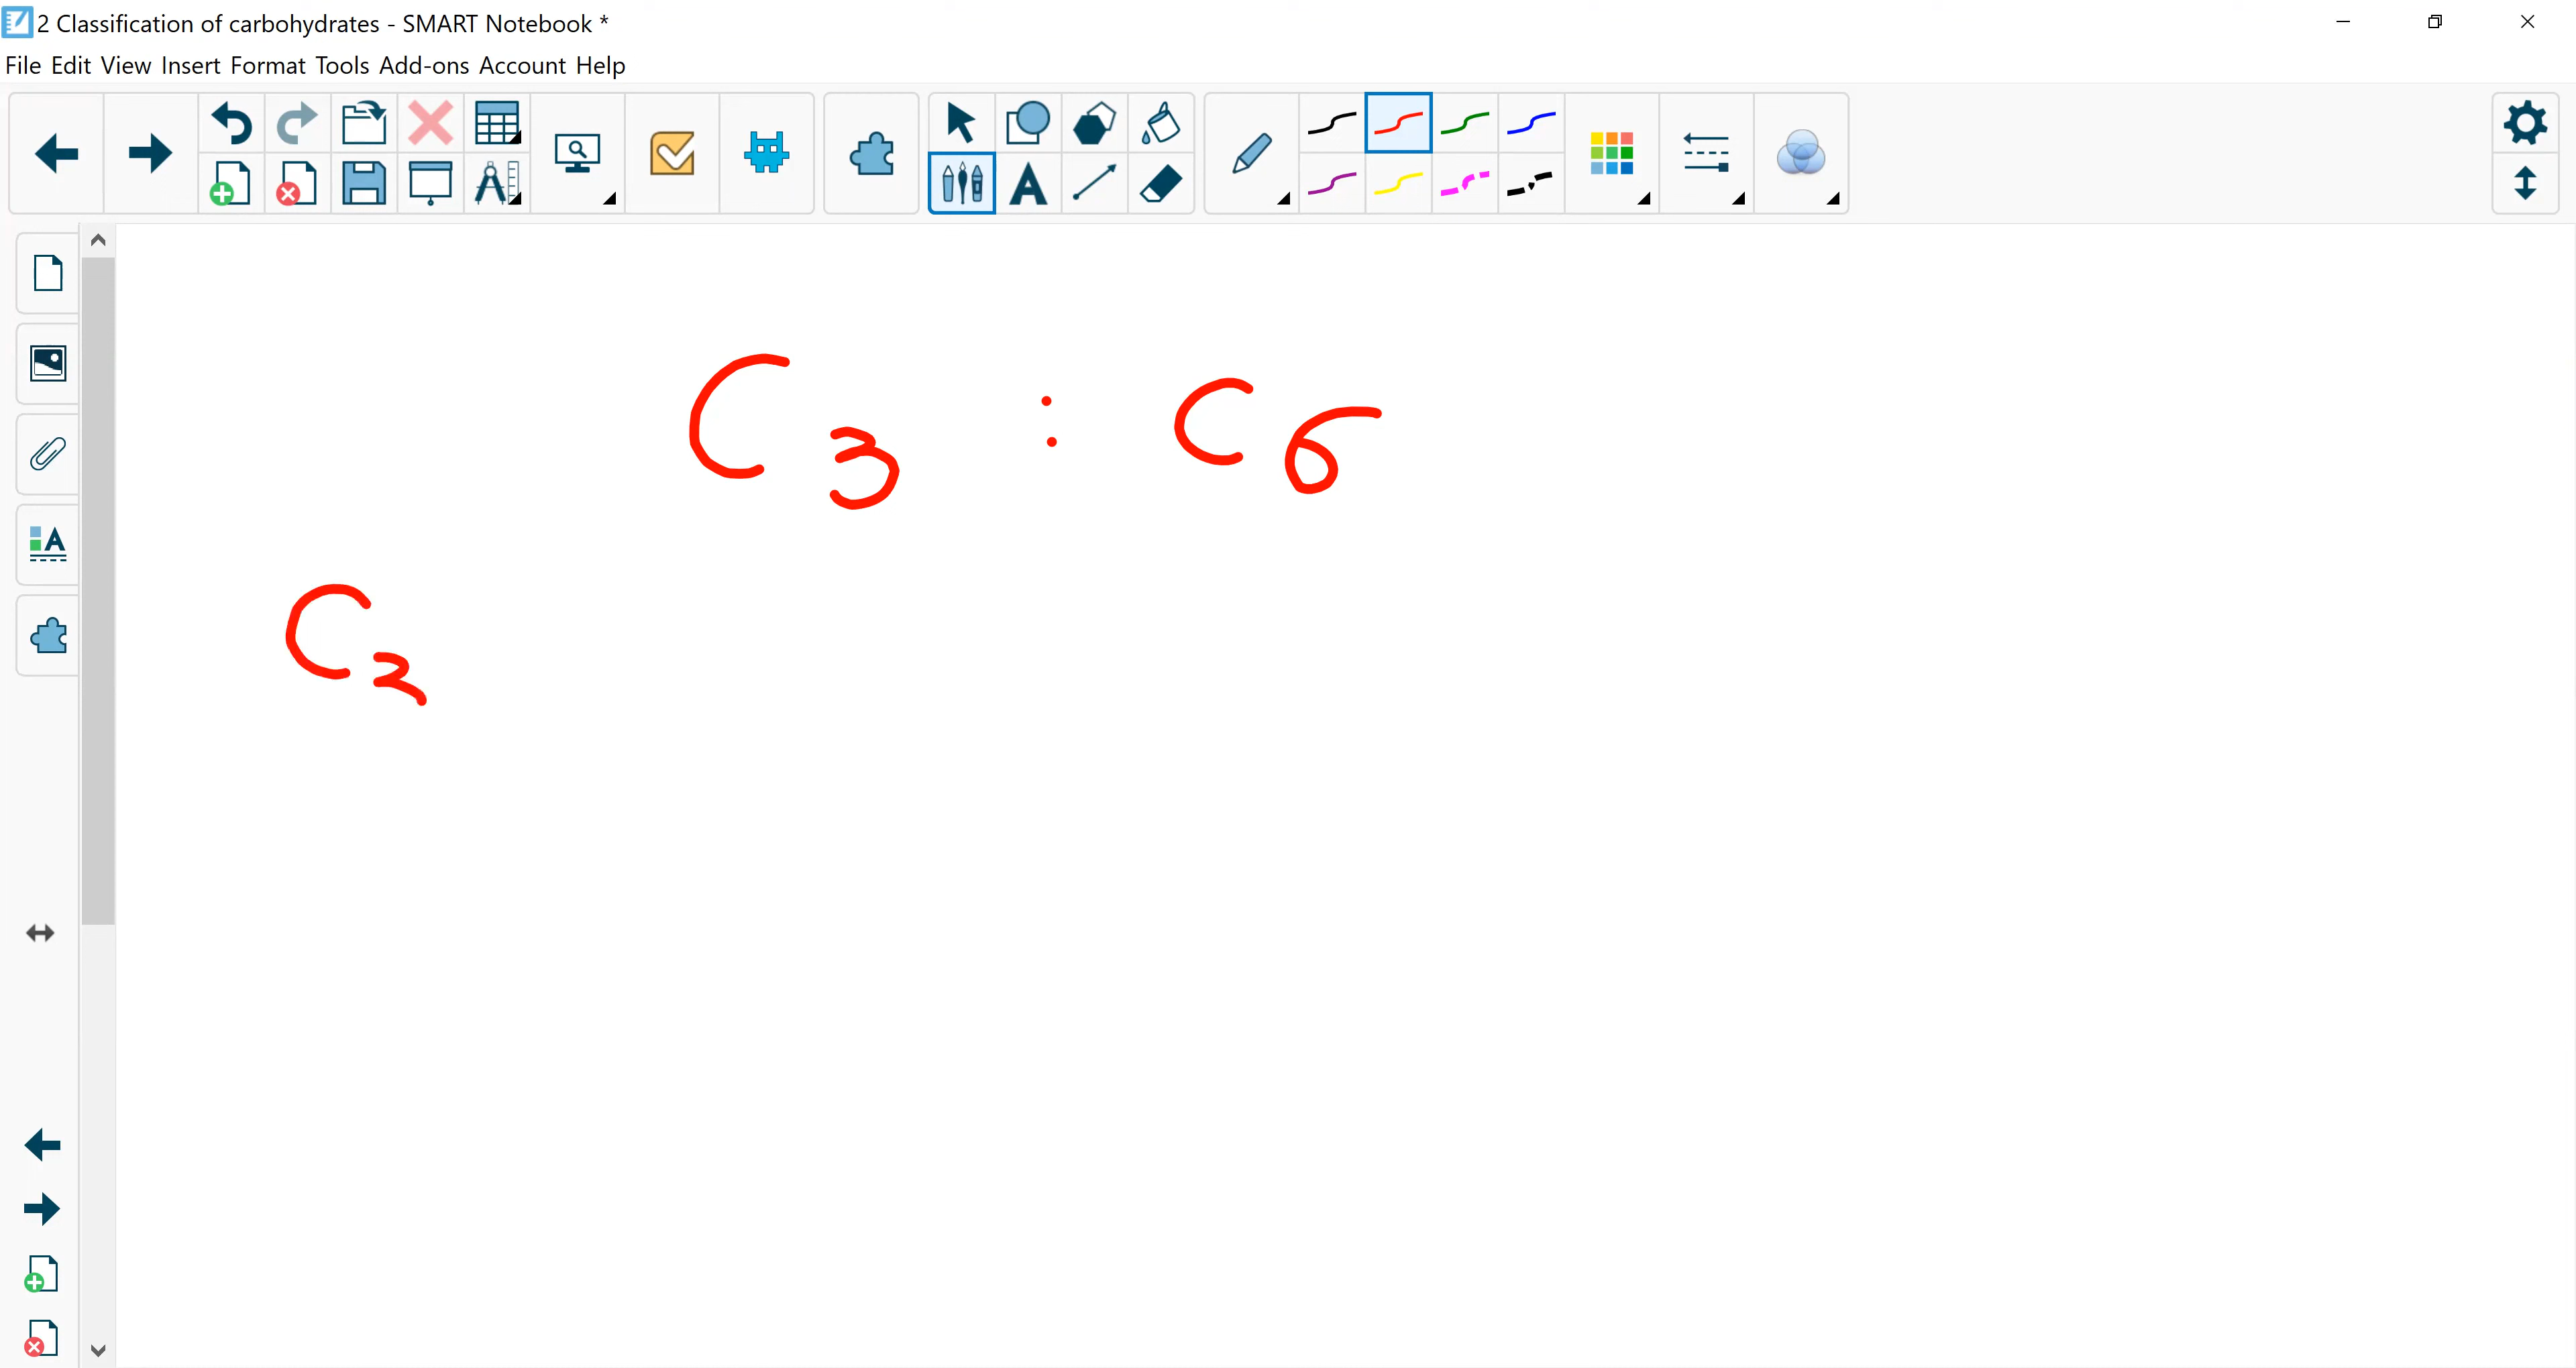 2 Classification of carbohydrates - SMART Notebook *
File Edit View Insert Format Tools Add-ons Account Help
C3 : C6
C2